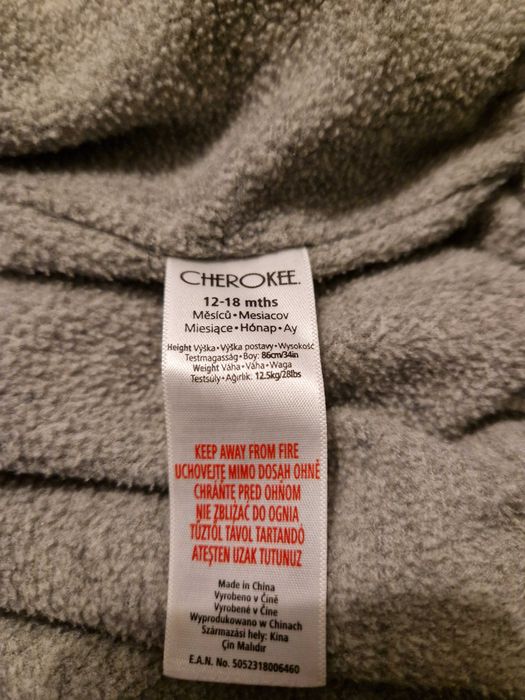 CHEROKEE.
12-18 mths
Měsíců • Mesiacov
Miesiące • Hónap • Ay
Height Výška • Výška postavy • Wysokość
Testmagasság • Boy: 86cm/34in
Weight Váha • Váha • Waga
Testsúly • Ağırlık: 12.5kg/28lbs
KEEP AWAY FROM FIRE
UCHOVEJTE MIMO DOSAH OHNĚ
CHRÁŇTE PRED OHŇOM
NIE ZBLIŻAĆ DO OGNIA
TŰZTŐL TÁVOL TARTANDÓ
ATEŞTEN UZAK TUTUNUZ
Made in China
Vyrobeno v Číně
Vyrobené v Číne
Wyprodukowano w Chinach
Származási hely: Kína
Çin Malıdır
E.A.N. No. 5052318006460